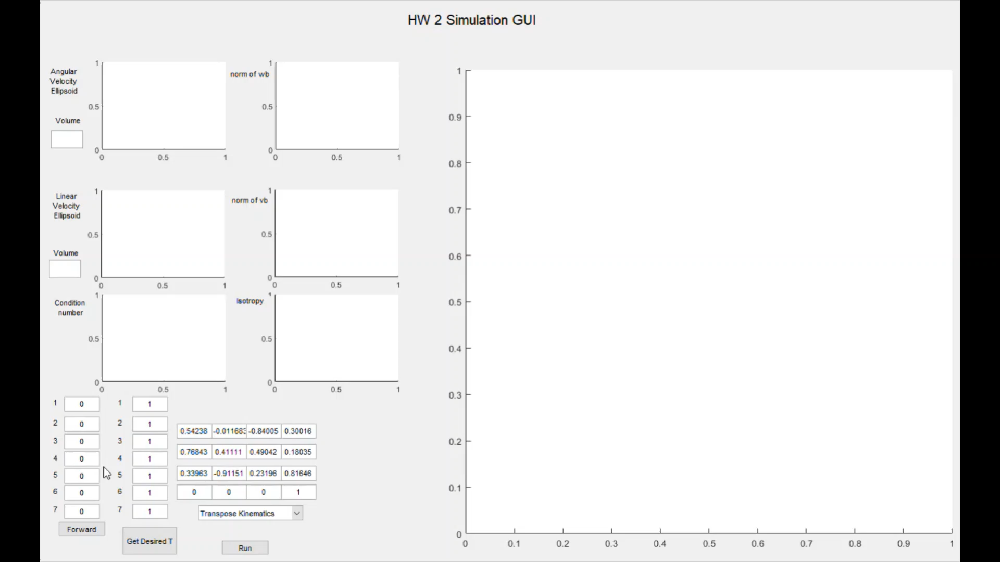 HW 2 Simulation GUI
Angular
Velocity
Ellipsoid
Volume
1
0.5
0
0 0.5 1
norm of wb
1
0.5
0
0 0.5 1
Linear
Velocity
Ellipsoid
Volume
1
0.5
0
0 0.5 1
norm of vb
1
0.5
0
0 0.5 1
Condition
number
1
0.5
0
0 0.5 1
Isotropy
1
0.5
0
0 0.5 1
1 0 1 1
2 0 2 1
3 0 3 1
4 0 4 1
5 0 5 1
6 0 6 1
7 0 7 1
Forward
Get Desired T
0.54238 -0.011683 -0.84005 0.30016
0.76843 0.41111 0.49042 0.18035
0.33963 -0.91151 0.23196 0.81646
0 0 0 1
Transpose Kinematics
Run
1
0.9
0.8
0.7
0.6
0.5
0.4
0.3
0.2
0.1
0
0 0.1 0.2 0.3 0.4 0.5 0.6 0.7 0.8 0.9 1